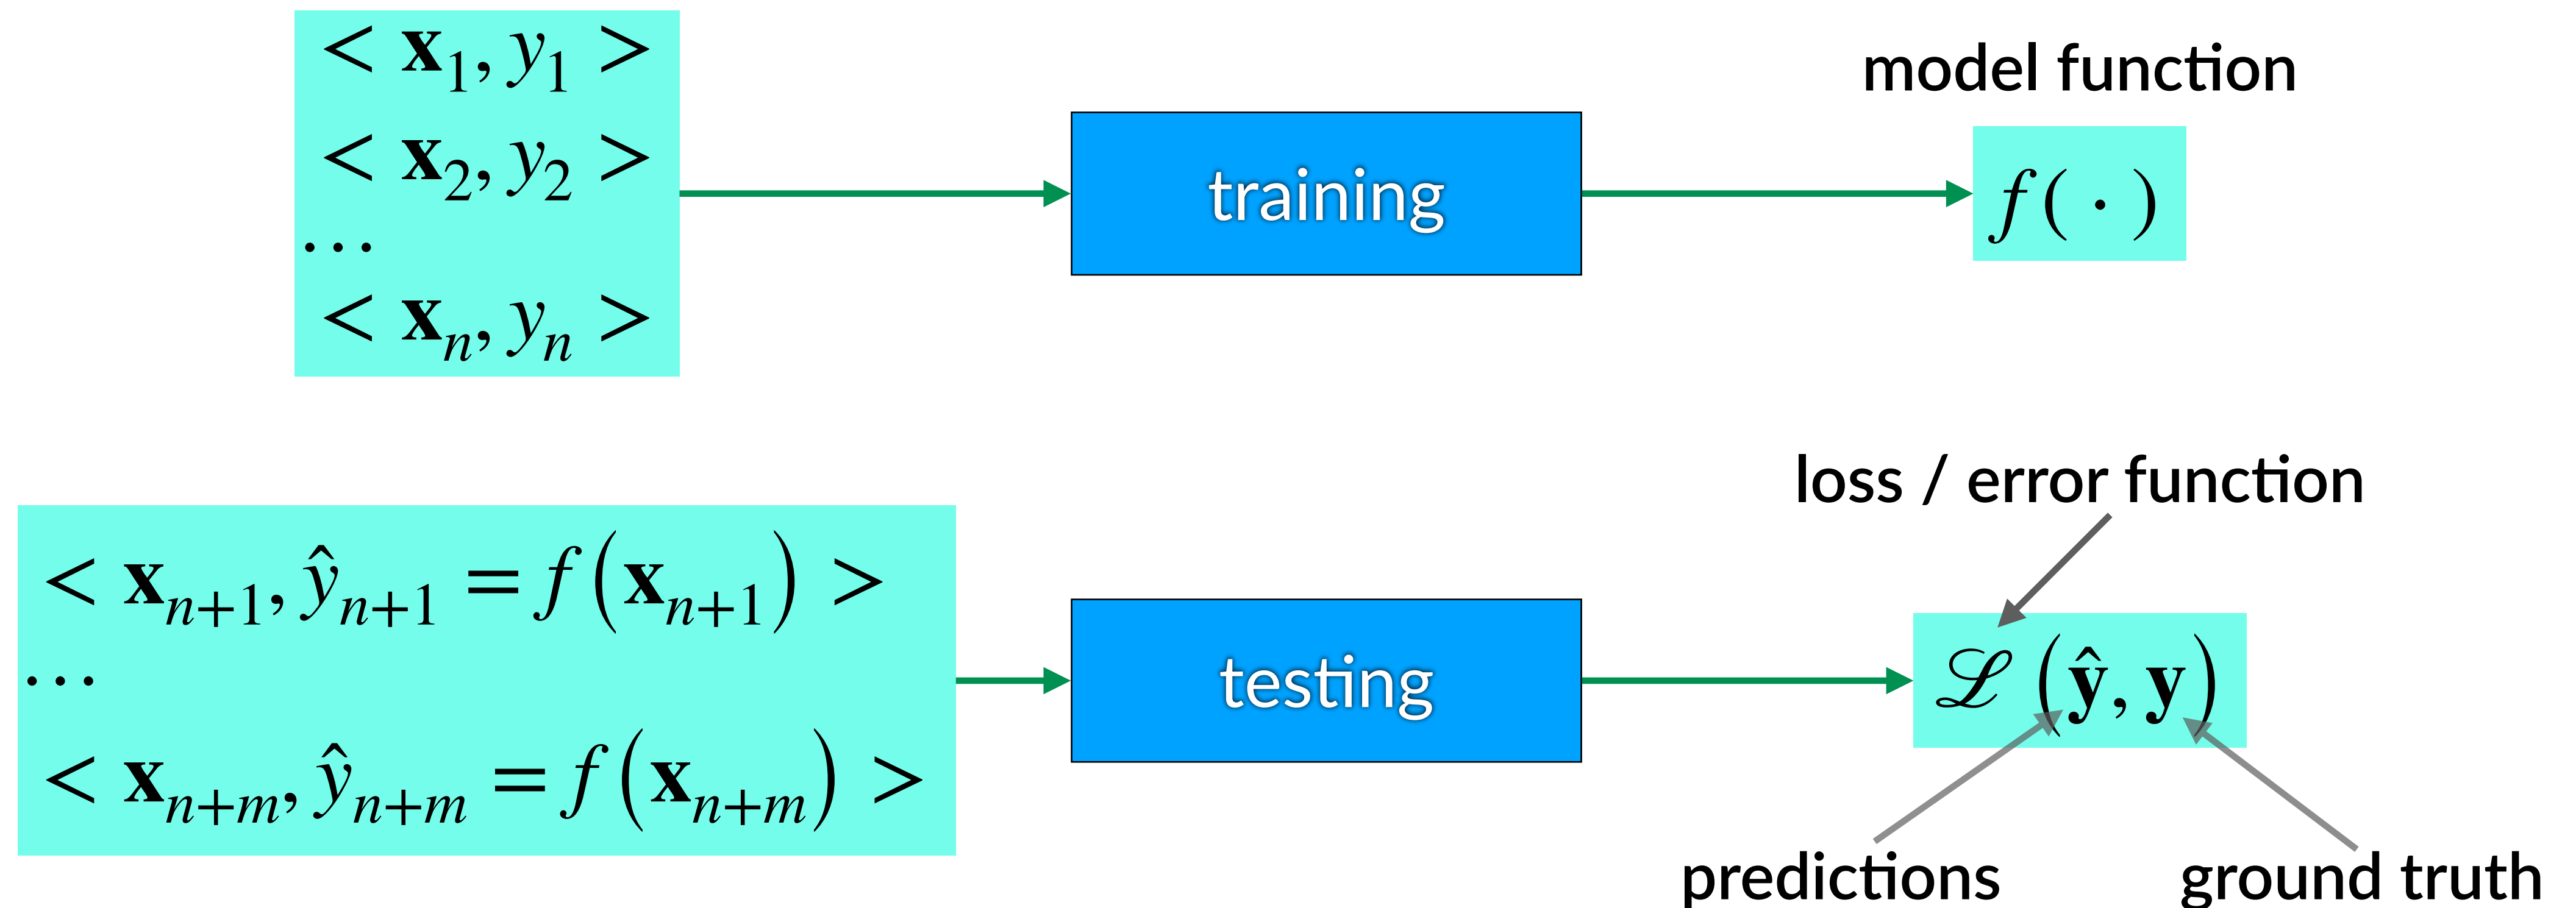 < x₁, y₁ >
< x₂, y₂ >
...
< xₙ, yₙ >
training
model function
f( · )
< xₙ₊₁, ŷₙ₊₁ = f(xₙ₊₁) >
...
< xₙ₊ₘ, ŷₙ₊ₘ = f(xₙ₊ₘ) >
testing
loss / error function
ℒ (ŷ, y)
predictions
ground truth